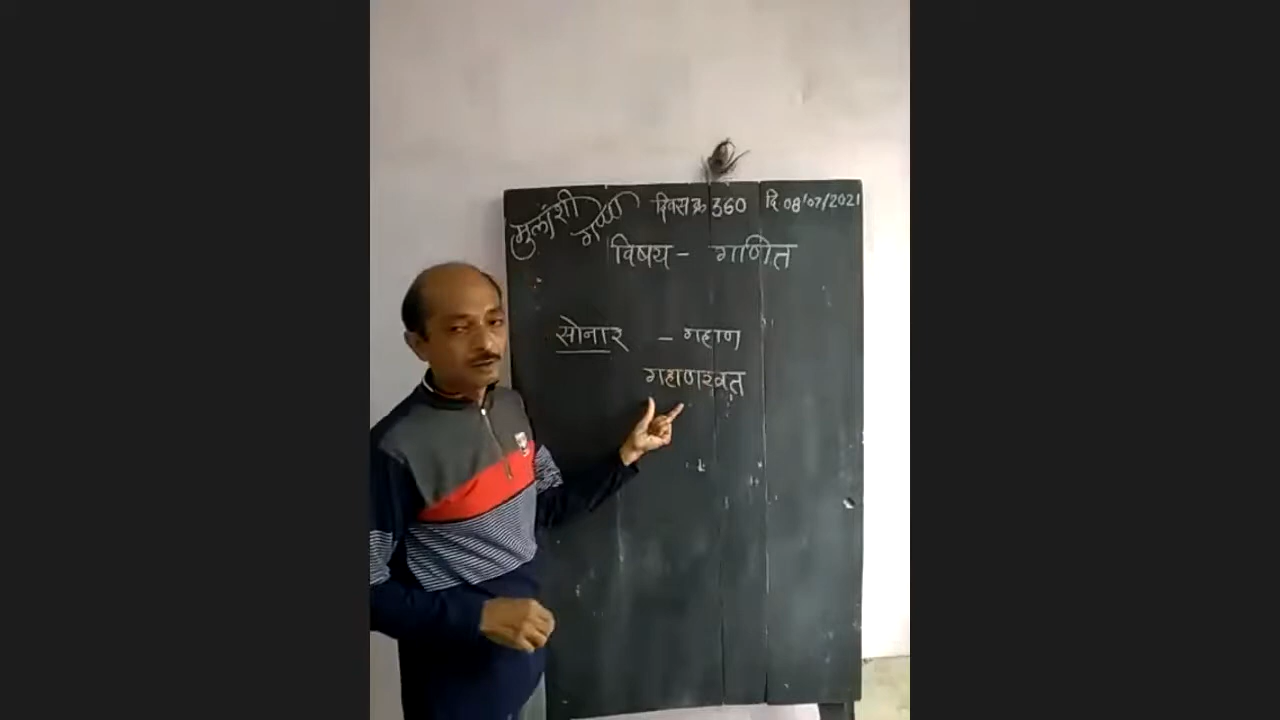 मुलांशी गप्पा दिवस क्र 360 दि 08/07/2021
विषय - गणित
सोनार - गहाण
गहाणखत